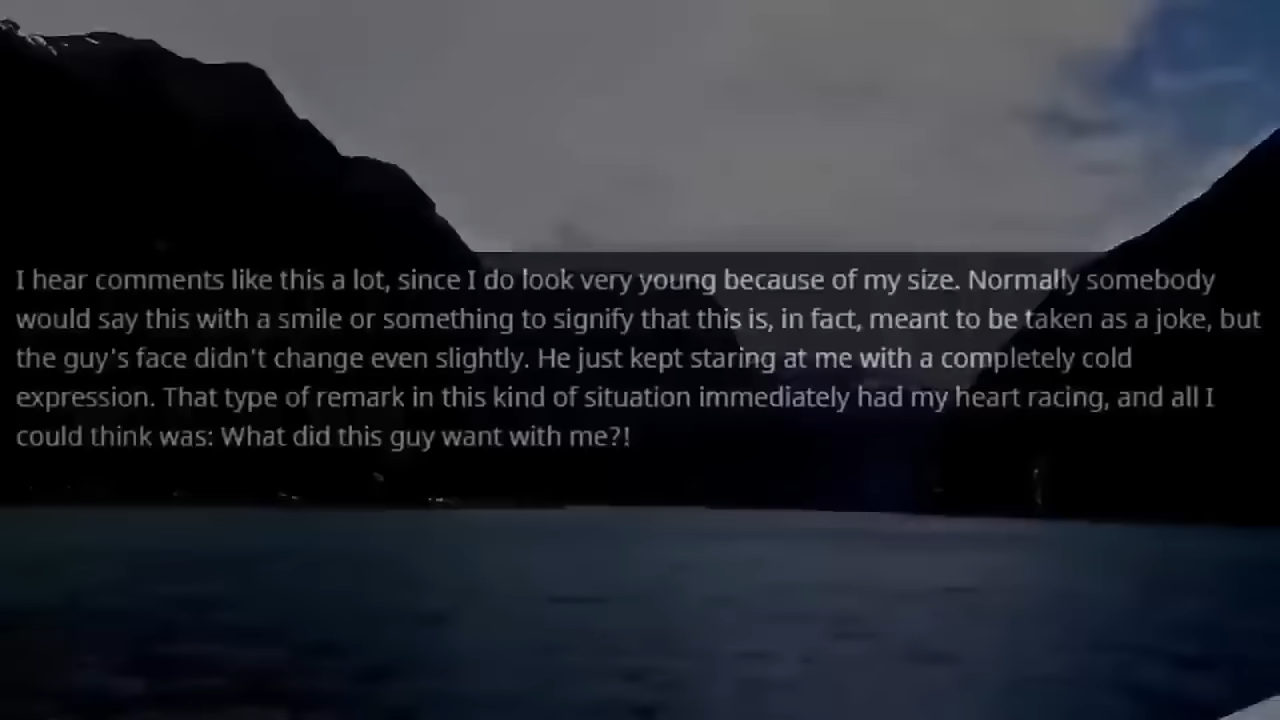 I hear comments like this a lot, since I do look very young because of my size. Normally somebody
would say this with a smile or something to signify that this is, in fact, meant to be taken as a joke, but
the guy's face didn't change even slightly. He just kept staring at me with a completely cold
expression. That type of remark in this kind of situation immediately had my heart racing, and all I
could think was: What did this guy want with me?!